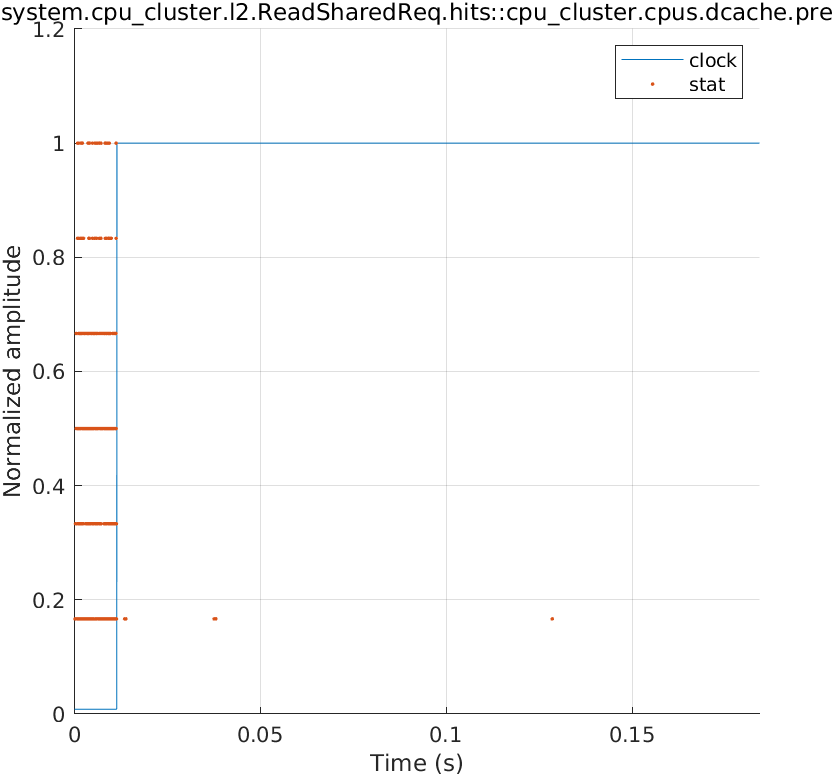 system.cpu_cluster.l2.ReadSharedReq.hits::cpu_cluster.cpus.dcache.pre
1.2
clock
stat
1
0.8
0.6
0.4
0.2
0
Normalized amplitude
0
0.05
0.1
0.15
Time (s)